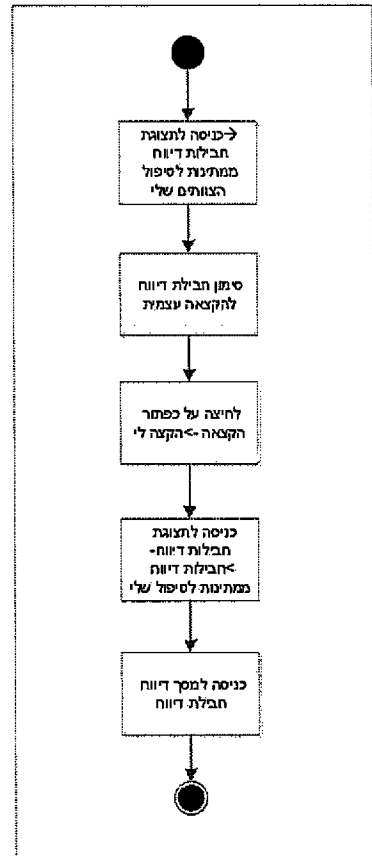 →כניסה לתצוגת
חבילות דיווח
ממתינות לטיפול
הצוותים שלי
סימון חבילת דיווח
להקצאה עצמית
לחיצה על כפתור
הקצאה ->הקצה לי
כניסה לתצוגת
חבילות דיווח-
>חבילות דיווח
ממתינות לטיפול שלי
כניסה למסך דיווח
חבילת דיווח